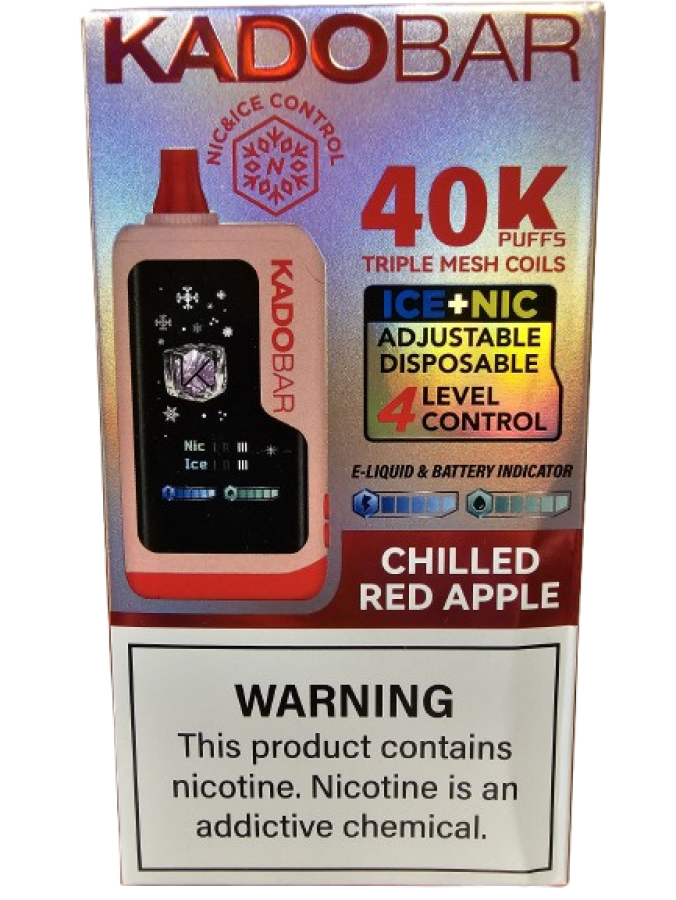 KADOBAR
NIC&ICE CONTROL
N
40K
PUFFS
TRIPLE MESH COILS
KADOBAR
ICE+NIC
ADJUSTABLE
DISPOSABLE
4 LEVEL
CONTROL
K
Nic
Ice
E-LIQUID & BATTERY INDICATOR
CHILLED
RED APPLE
WARNING
This product contains
nicotine. Nicotine is an
addictive chemical.